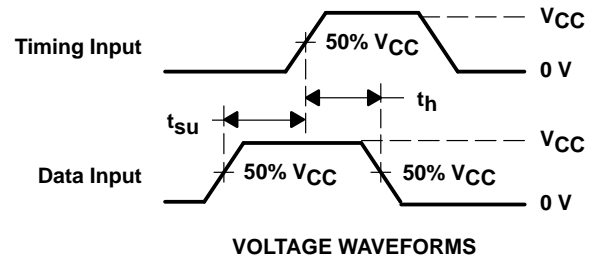 Timing Input
50% VCC
VCC
0 V
th
tsu
VCC
Data Input
50% VCC
50% VCC
0 V
VOLTAGE WAVEFORMS